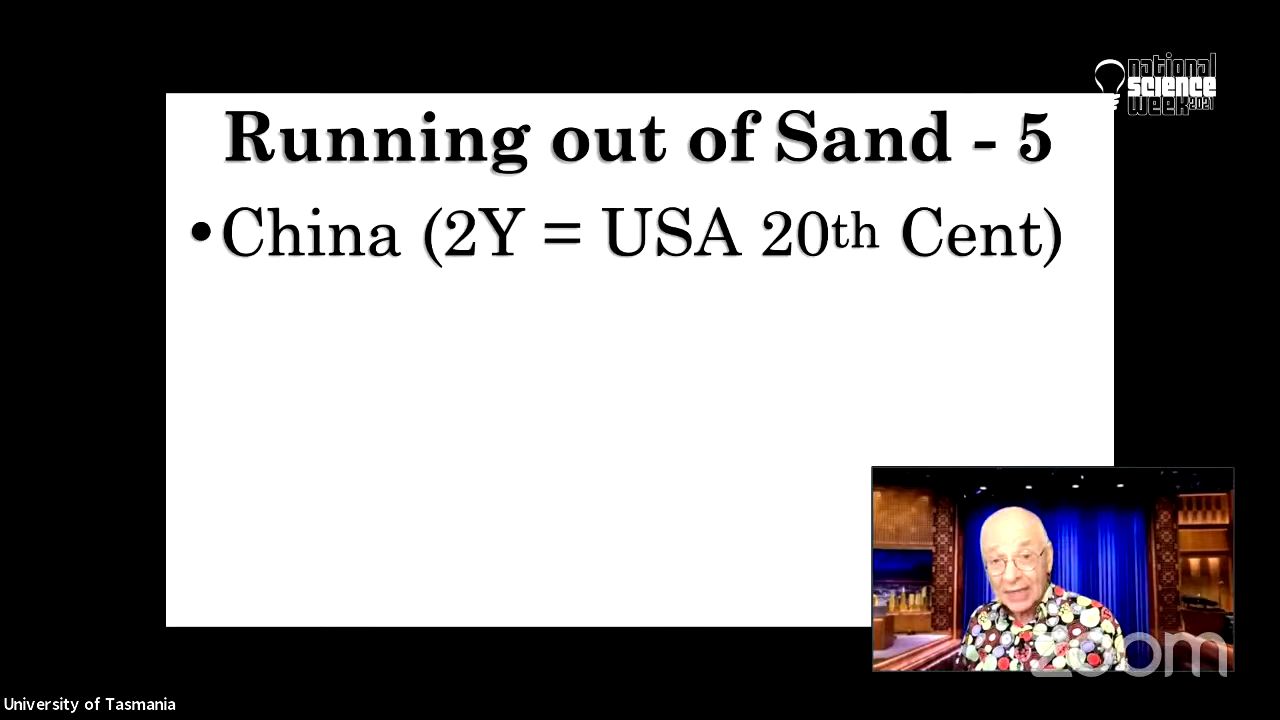 national
science
week 2021
Running out of Sand - 5
•China (2Y = USA 20th Cent)
zoom
University of Tasmania